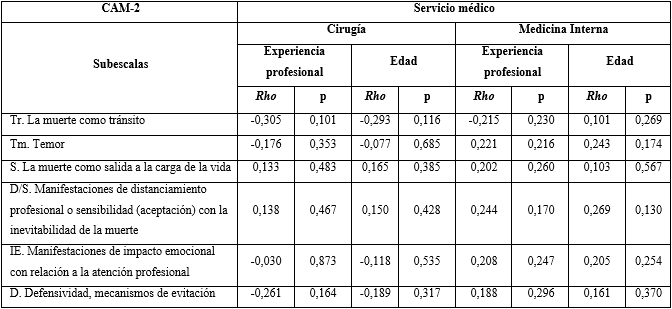 CAM-2 Servicio médico
Subescalas Cirugía Medicina Interna
Experiencia profesional Edad Experiencia profesional Edad
Rho p Rho p Rho p Rho p
Tr. La muerte como tránsito -0,305 0,101 -0,293 0,116 -0,215 0,230 0,101 0,269
Tm. Temor -0,176 0,353 -0,077 0,685 0,221 0,216 0,243 0,174
S. La muerte como salida a la carga de la vida 0,133 0,483 0,165 0,385 0,202 0,260 0,103 0,567
D/S. Manifestaciones de distanciamiento
profesional o sensibilidad (aceptación) con la 0,138 0,467 0,150 0,428 0,244 0,170 0,269 0,130
inevitabilidad de la muerte
IE. Manifestaciones de impacto emocional
con relación a la atención profesional -0,030 0,873 -0,118 0,535 0,208 0,247 0,205 0,254
D. Defensividad, mecanismos de evitación -0,261 0,164 -0,189 0,317 0,188 0,296 0,161 0,370